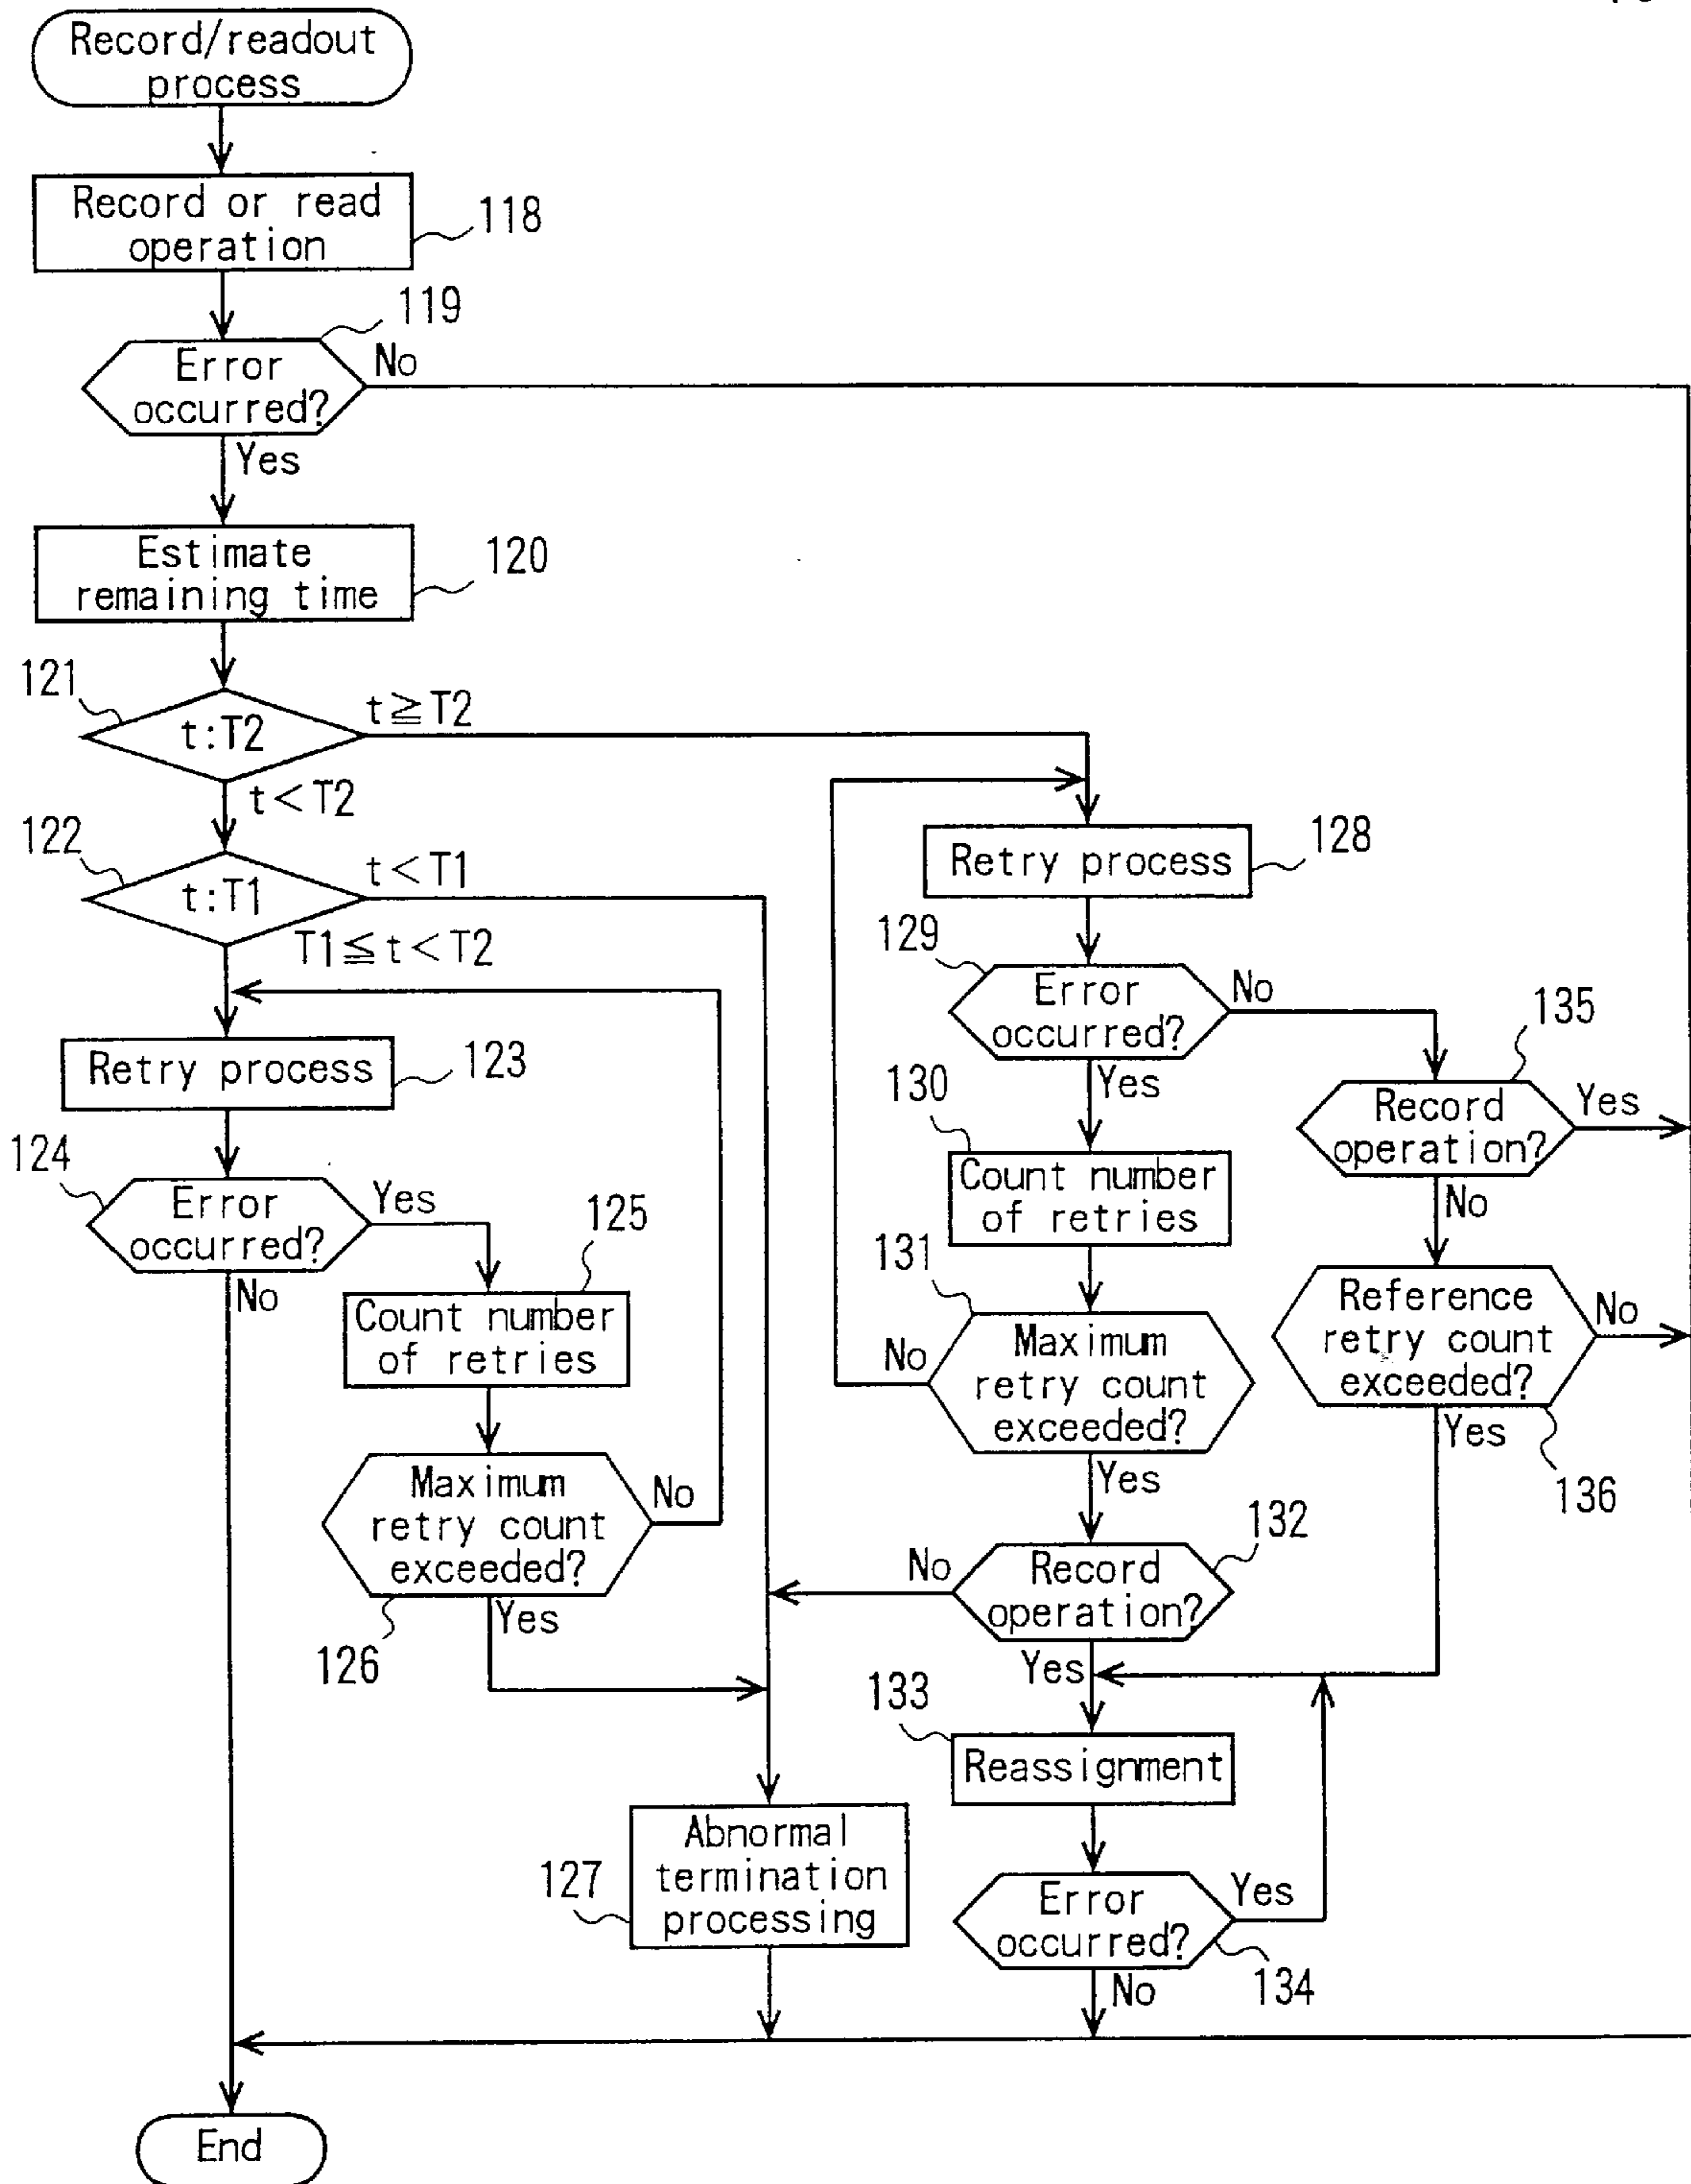 Record/readout
process
Record or read
operation
118
119
Error
occurred?
No
Yes
Estimate
remaining time
120
121
t:T2
t≧T2
t<T2
122
t:T1
t<T1
T1≦t<T2
Retry process
123
124
Error
occurred?
Yes
No
125
Count number
of retries
Maximum
retry count
exceeded?
No
Yes
126
Abnormal
termination
processing
127
Retry process
128
129
Error
occurred?
No
Yes
130
Count number
of retries
131
Maximum
retry count
exceeded?
No
Yes
132
Record
operation?
No
Yes
133
Reassignment
Error
occurred?
Yes
No
134
135
Record
operation?
Yes
No
Reference
retry count
exceeded?
No
Yes
136
End